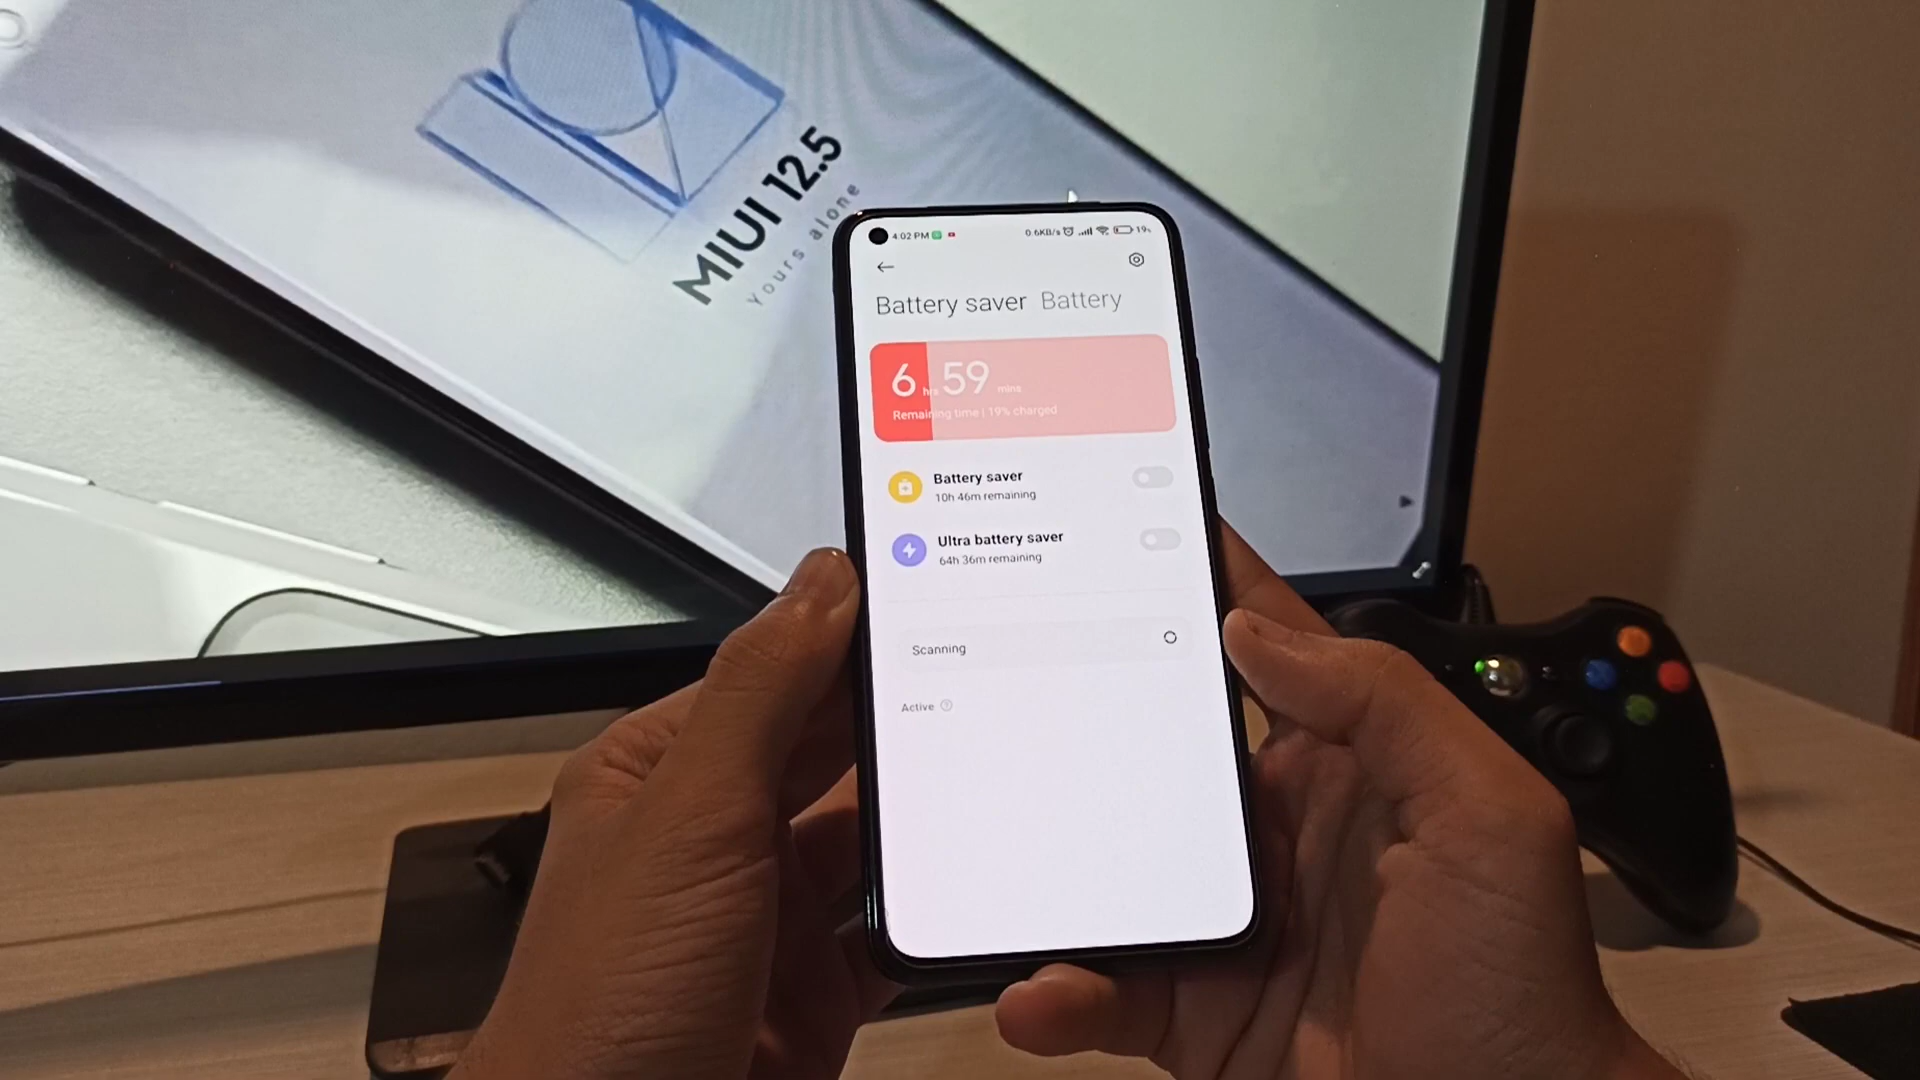 MIUI 12.5
Yours alone
4:02 PM
0.6KB/s
19%
Battery saver Battery
6 hrs 59 mins
Remaining time | 19% charged
Battery saver
10h 46m remaining
Ultra battery saver
64h 36m remaining
Scanning
Active